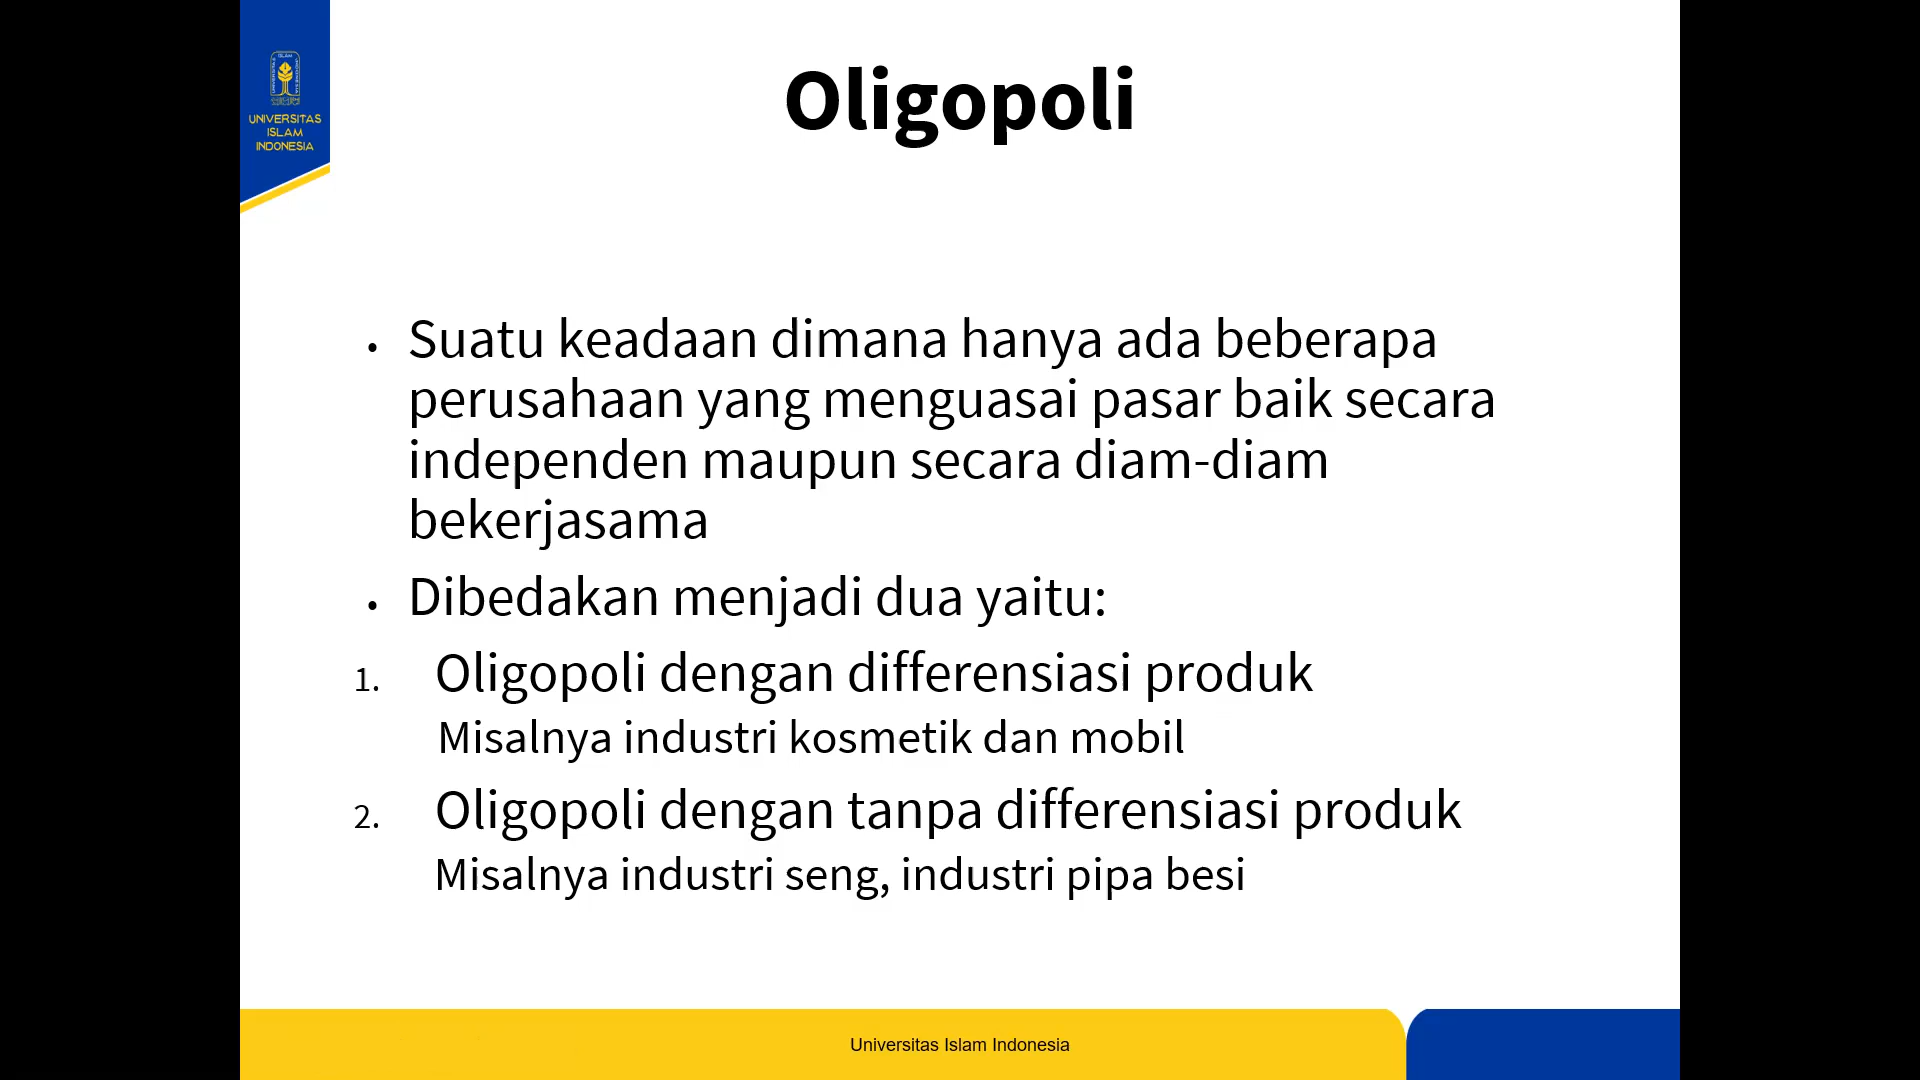 UNIVERSITAS
ISLAM
INDONESIA
Oligopoli
• Suatu keadaan dimana hanya ada beberapa
perusahaan yang menguasai pasar baik secara
independen maupun secara diam-diam
bekerjasama
• Dibedakan menjadi dua yaitu:
1. Oligopoli dengan differensiasi produk
Misalnya industri kosmetik dan mobil
2. Oligopoli dengan tanpa differensiasi produk
Misalnya industri seng, industri pipa besi
Universitas Islam Indonesia